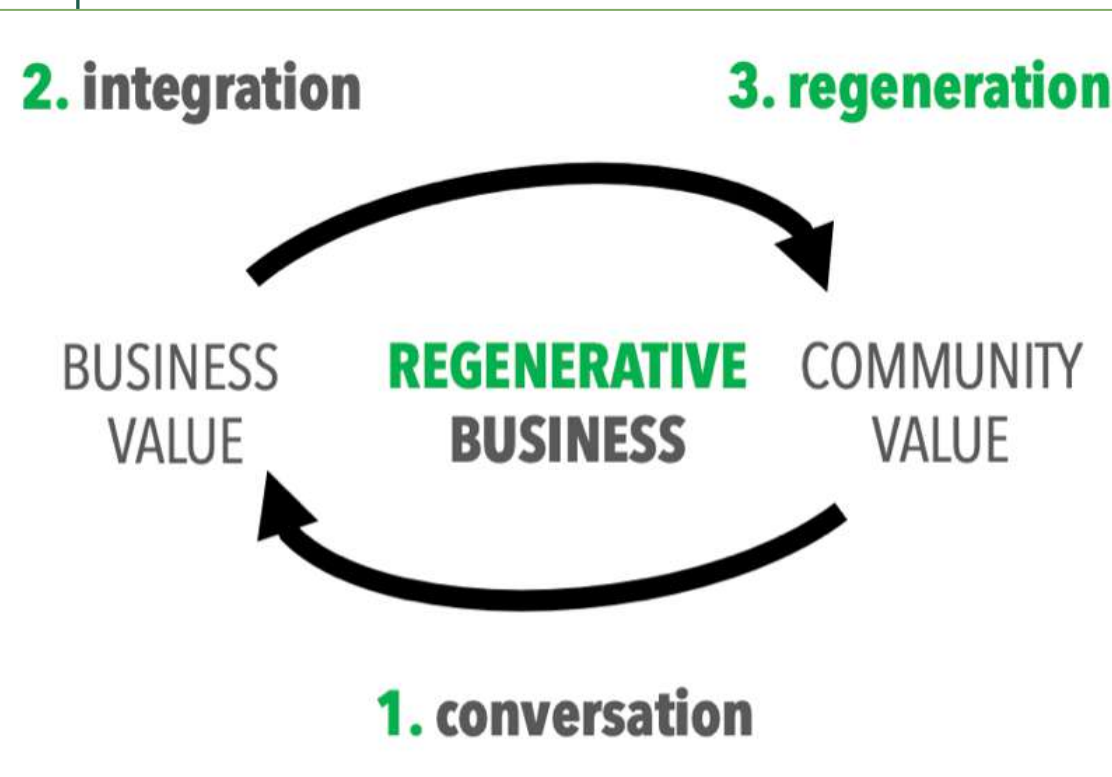 2. integration
3. regeneration
BUSINESS
VALUE
REGENERATIVE
BUSINESS
COMMUNITY
VALUE
1. conversation